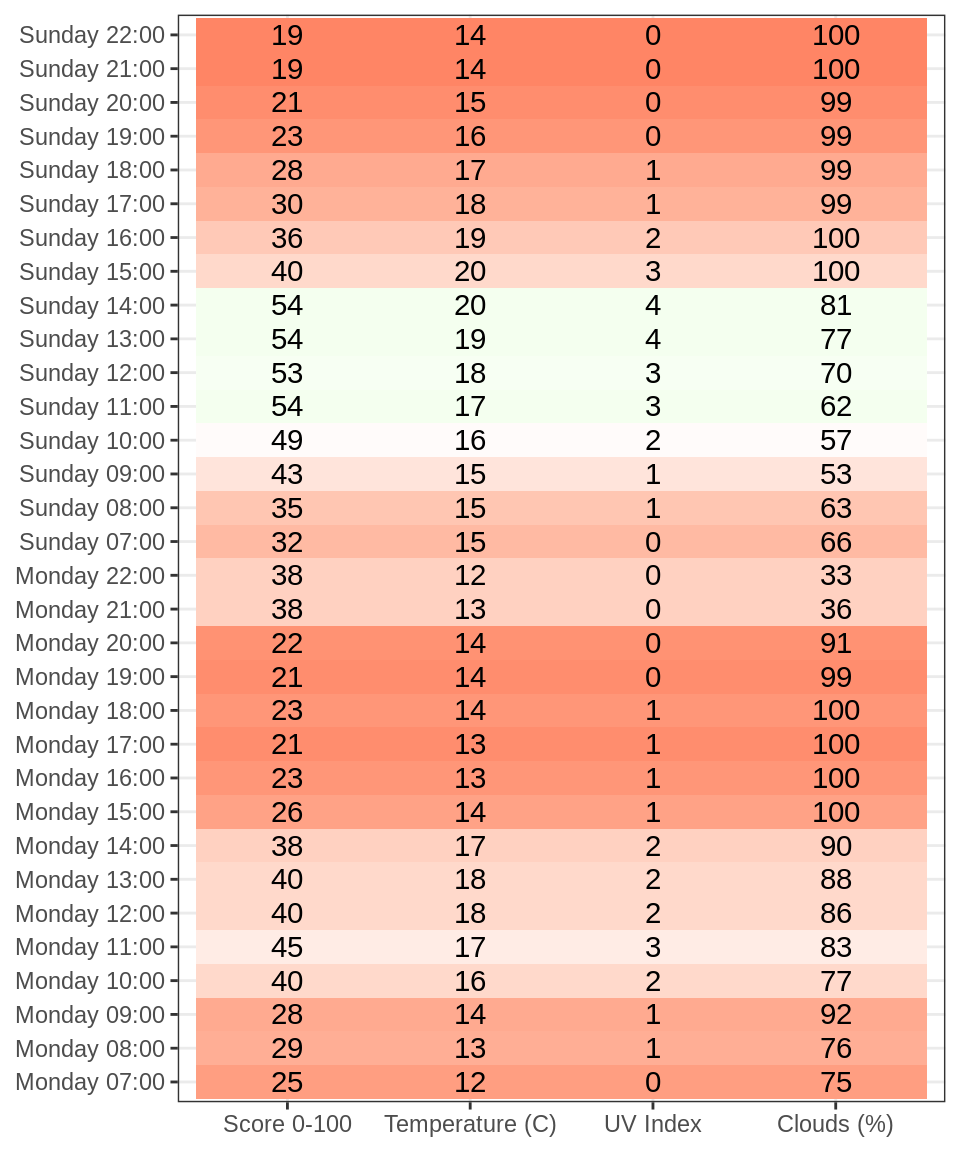 Sunday 22:00 19 14 0 100
Sunday 21:00 19 14 0 100
Sunday 20:00 21 15 0 99
Sunday 19:00 23 16 0 99
Sunday 18:00 28 17 1 99
Sunday 17:00 30 18 1 99
Sunday 16:00 36 19 2 100
Sunday 15:00 40 20 3 100
Sunday 14:00 54 20 4 81
Sunday 13:00 54 19 4 77
Sunday 12:00 53 18 3 70
Sunday 11:00 54 17 3 62
Sunday 10:00 49 16 2 57
Sunday 09:00 43 15 1 53
Sunday 08:00 35 15 1 63
Sunday 07:00 32 15 0 66
Monday 22:00 38 12 0 33
Monday 21:00 38 13 0 36
Monday 20:00 22 14 0 91
Monday 19:00 21 14 0 99
Monday 18:00 23 14 1 100
Monday 17:00 21 13 1 100
Monday 16:00 23 13 1 100
Monday 15:00 26 14 1 100
Monday 14:00 38 17 2 90
Monday 13:00 40 18 2 88
Monday 12:00 40 18 2 86
Monday 11:00 45 17 3 83
Monday 10:00 40 16 2 77
Monday 09:00 28 14 1 92
Monday 08:00 29 13 1 76
Monday 07:00 25 12 0 75
Score 0-100 Temperature (C) UV Index Clouds (%)